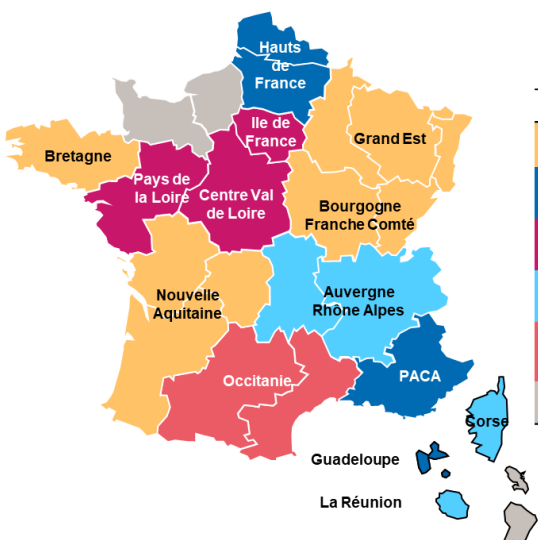 Hauts
de
France
Ile de
France
Grand Est
Bretagne
Pays de
la Loire
Centre Val
de Loire
Bourgogne
Franche Comté
Nouvelle
Aquitaine
Auvergne
Rhône Alpes
Occitanie
PACA
Corse
Guadeloupe
La Réunion